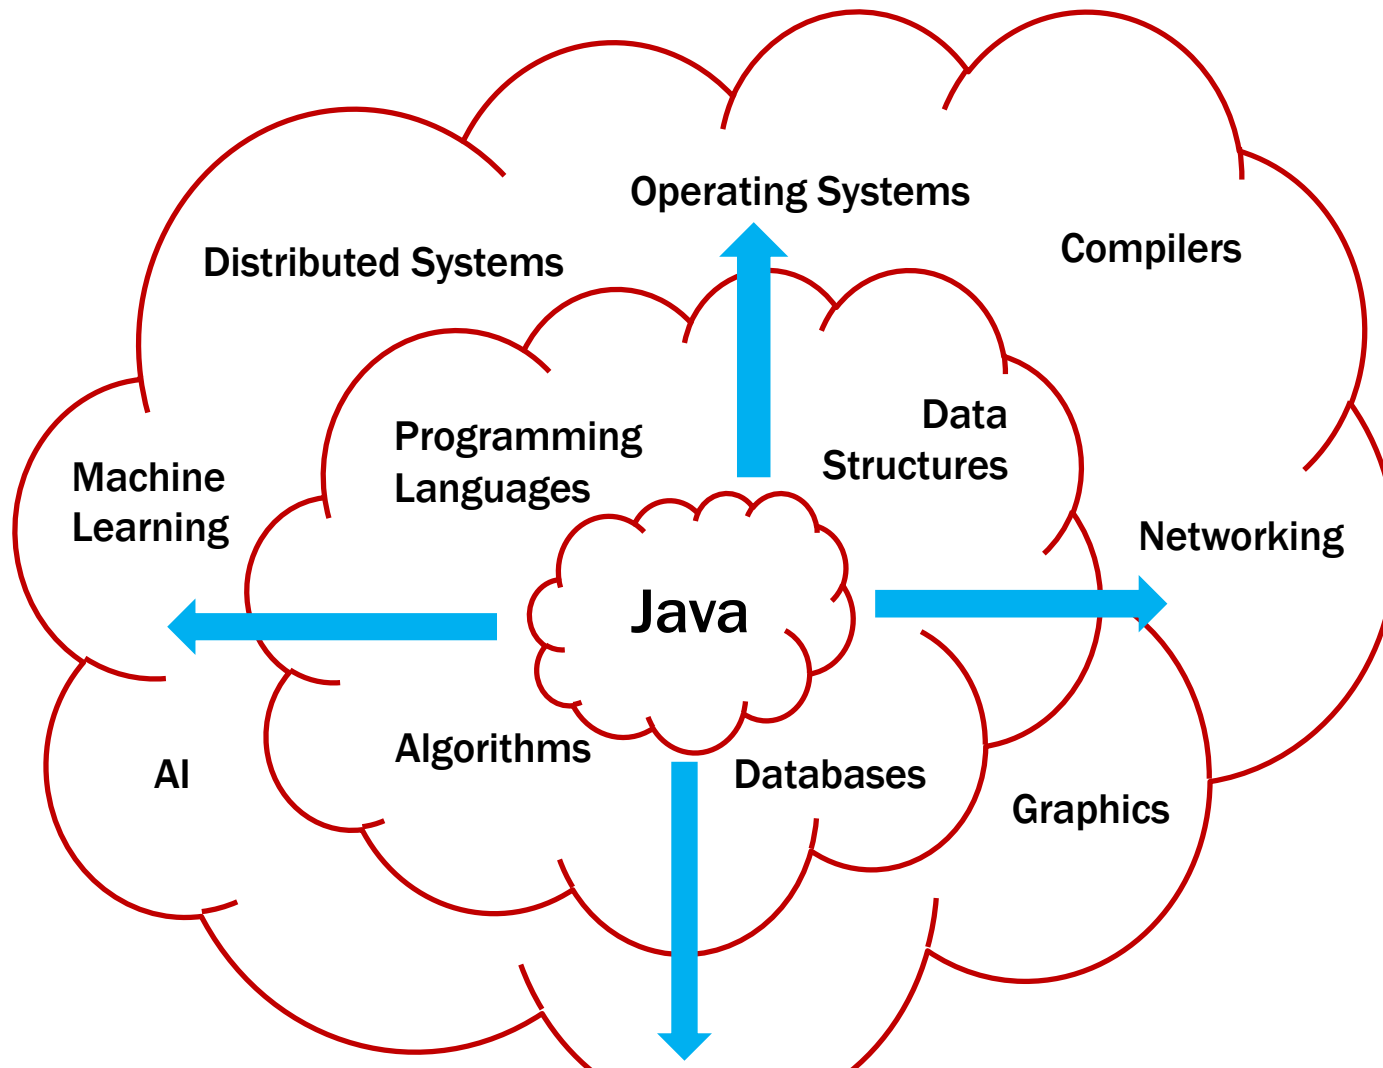 Operating Systems
Distributed Systems
Compilers
Programming
Languages
Data
Structures
Machine
Learning
Networking
Java
Algorithms
Databases
AI
Graphics